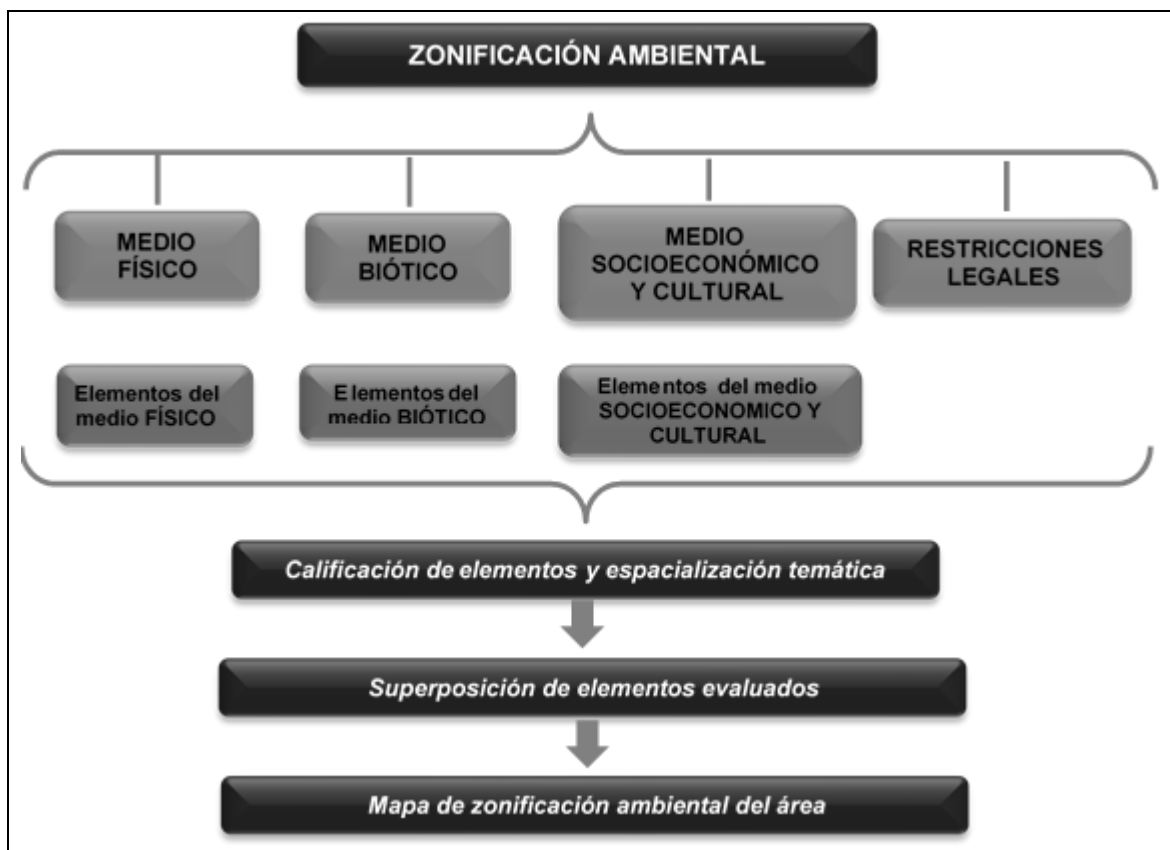 ZONIFICACIÓN AMBIENTAL
MEDIO
FÍSICO
MEDIO
BIÓTICO
MEDIO
SOCIOECONÓMICO
Y CULTURAL
RESTRICCIONES
LEGALES
Elementos del
medio FÍSICO
Elementos del
medio BIÓTICO
Elementos del medio
SOCIOECONOMICO Y
CULTURAL
Calificación de elementos y espacialización temática
Superposición de elementos evaluados
Mapa de zonificación ambiental del área